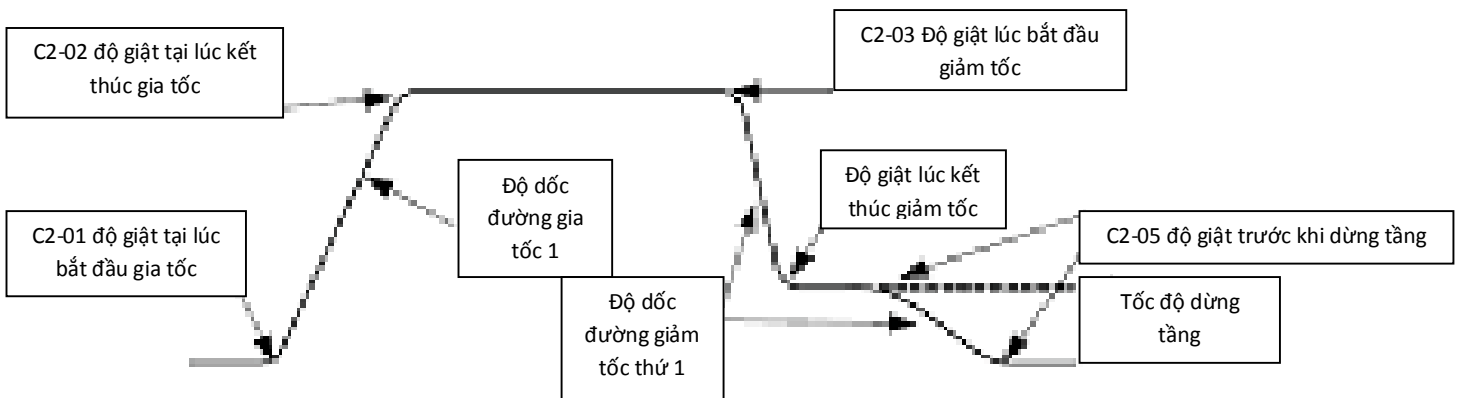 C2-02 độ giật tại lúc kết
thúc gia tốc
C2-03 Độ giật lúc bắt đầu
giảm tốc
Độ dốc
đường gia
tốc 1
Độ giật lúc kết
thúc giảm tốc
C2-01 độ giật tại lúc
bắt đầu gia tốc
C2-05 độ giật trước khi dừng tầng
Độ dốc
đường giảm
tốc thứ 1
Tốc độ dừng
tầng